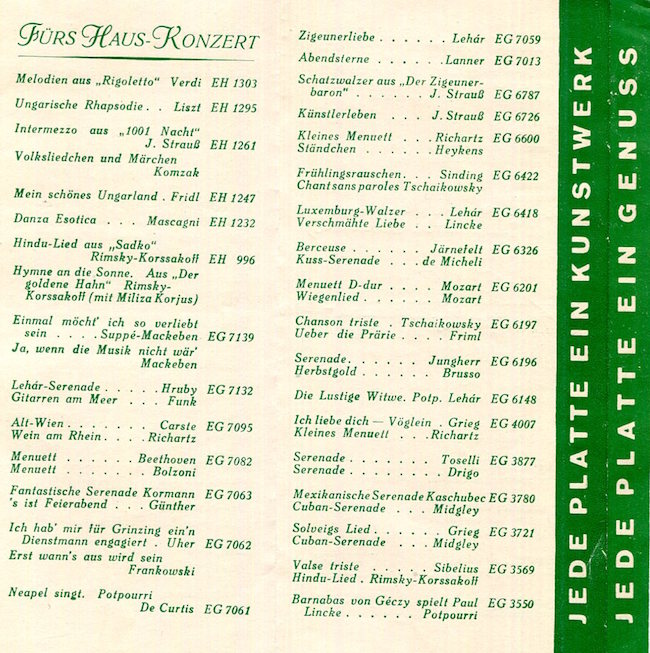 FÜRS HAUS-KONZERT
Melodien aus „Rigoletto" Verdi EH 1303
Ungarische Rhapsodie . . Liszt EH 1295
Intermezzo aus „1001 Nacht"
J. Strauß EH 1261
Volksliedchen und Märchen
Komzak
Mein schönes Ungarland . Fridl EH 1247
Danza Esotica . . . Mascagni EH 1232
Hindu-Lied aus „Sadko"
Rimsky-Korssakoff EH 996
Hymne an die Sonne. Aus „Der
goldene Hahn" Rimsky-
Korssakoff (mit Miliza Korjus)
Einmal möcht' ich so verliebt
sein . . . . Suppé-Mackeben EG 7139
Ja, wenn die Musik nicht wär'
Mackeben
Lehár-Serenade . . . . . Hruby EG 7132
Gitarren am Meer . . . Funk
Alt-Wien . . . . . . . Carste EG 7095
Wein am Rhein . . . . Richartz
Menuett . . . . . . Beethoven EG 7082
Menuett . . . . . . . Bolzoni
Fantastische Serenade Kormann EG 7063
's ist Feierabend . . . Günther
Ich hab' mir für Grinzing ein'n
Dienstmann engagiert . Uher EG 7062
Erst wann's aus wird sein
Frankowski
Neapel singt. Potpourri
De Curtis EG 7061
Zigeunerliebe . . . . . . Lehár EG 7059
Abendsterne . . . . . Lanner EG 7013
Schatzwalzer aus „Der Zigeuner-
baron" . . . . . . . J. Strauß EG 6787
Künstlerleben . . . J. Strauß EG 6726
Kleines Menuett . . . Richartz EG 6600
Ständchen . . . . . . Heykens
Frühlingsrauschen . . . Sinding EG 6422
Chant sans paroles Tschaikowsky
Luxemburg-Walzer . . . Lehár EG 6418
Verschmähte Liebe . . Lincke
Berceuse . . . . . . Järnefelt EG 6326
Kuss-Serenade . . . de Micheli
Menuett D-dur . . . . Mozart EG 6201
Wiegenlied . . . . . . Mozart
Chanson triste . Tschaikowsky EG 6197
Ueber die Prärie . . . . Friml
Serenade . . . . . . Jungherr EG 6196
Herbstgold . . . . . . Brusso
Die Lustige Witwe. Potp. Lehár EG 6148
Ich liebe dich — Vöglein . Grieg EG 4007
Kleines Menuett . . . Richartz
Serenade . . . . . . . Toselli EG 3877
Serenade . . . . . . . Drigo
Mexikanische Serenade Kaschubec EG 3780
Cuban-Serenade . . . Midgley
Solveigs Lied . . . . . . Grieg EG 3721
Cuban-Serenade . . . Midgley
Valse triste . . . . . Sibelius EG 3569
Hindu-Lied . Rimsky-Korssakoff
Barnabas von Géczy spielt Paul EG 3550
Lincke . . . . . . Potpourri
JEDE PLATTE EIN KUNSTWERK
JEDE PLATTE EIN GENUSS